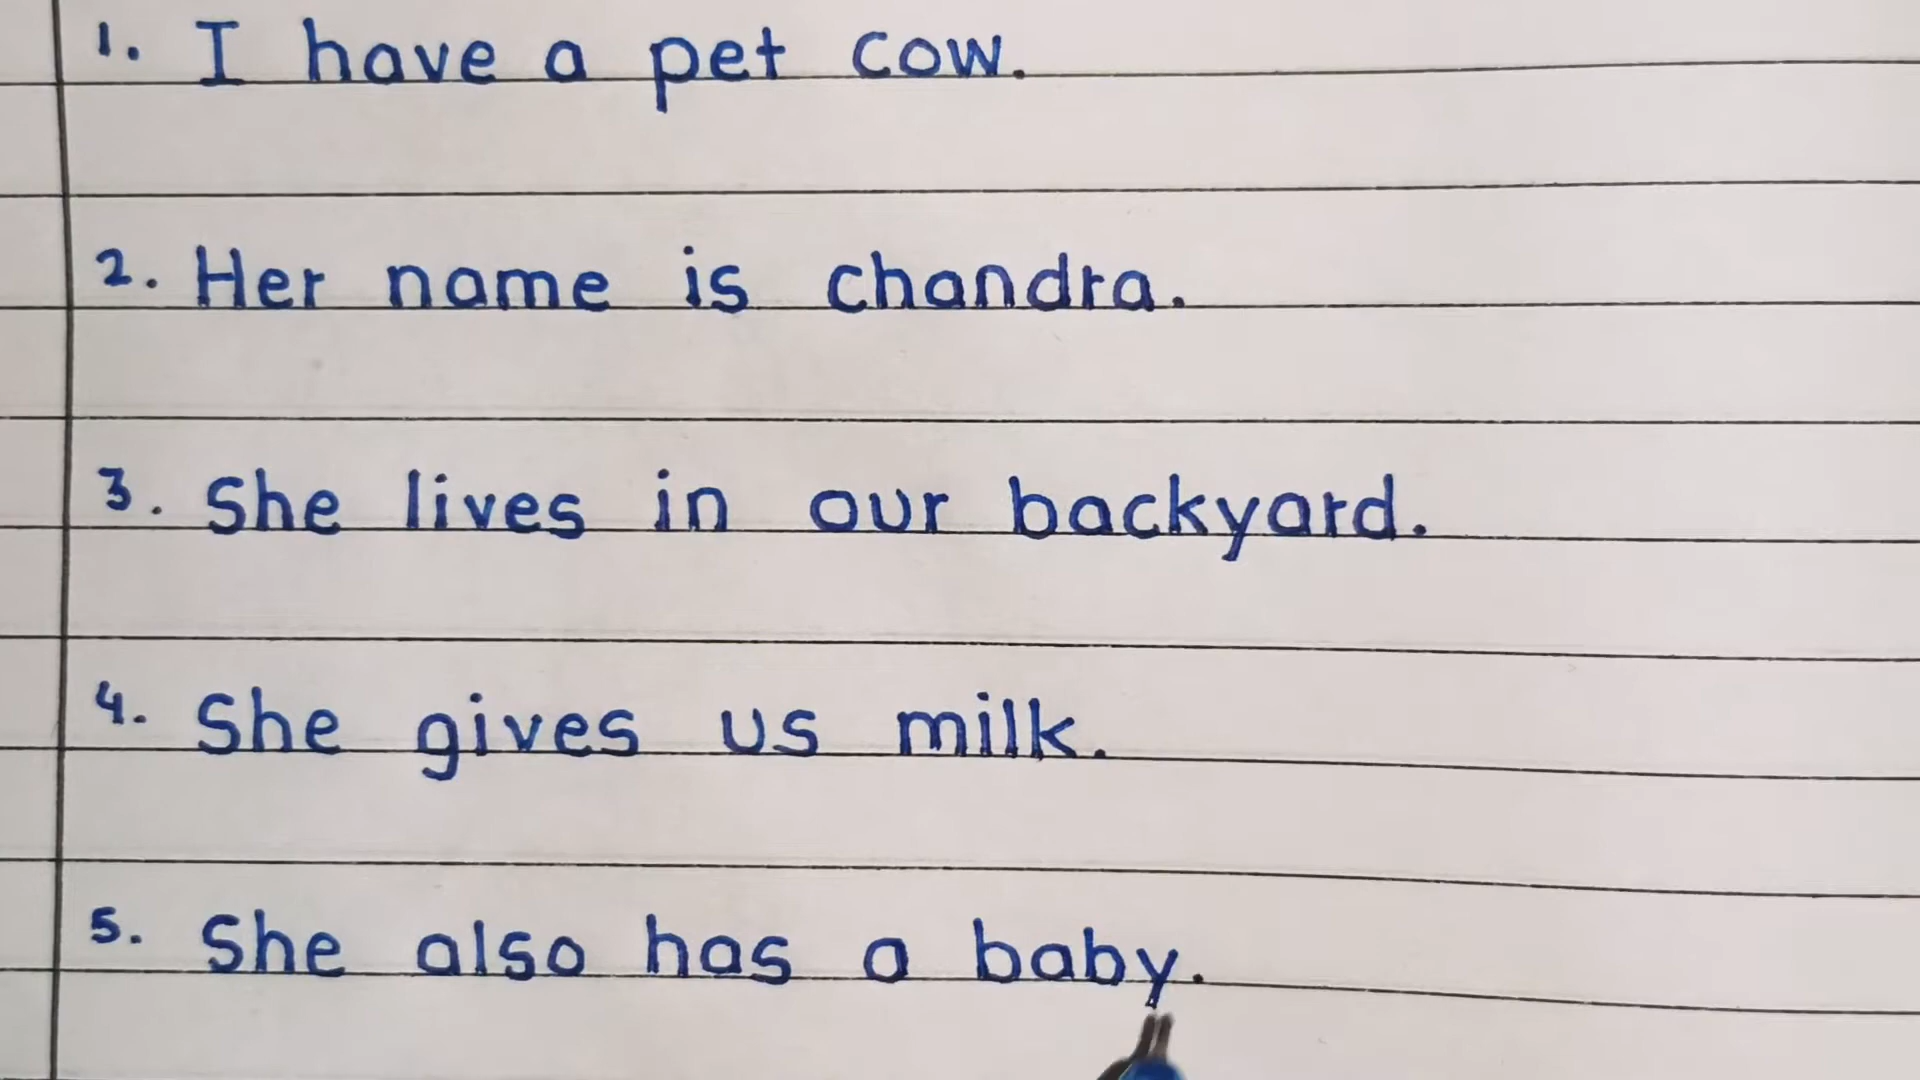 1. I have a pet cow.
2. Her name is chandra.
3. She lives in our backyard.
4. She gives us milk.
5. She also has a baby.